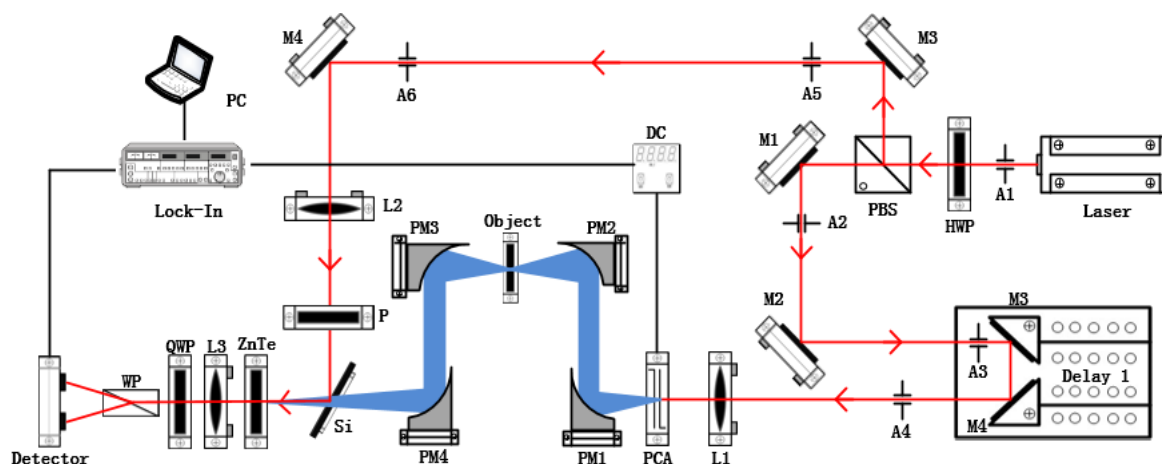 M4
M3
PC
A6
A5
DC
M1
Lock-In
L2
PBS
HWP
A1
Laser
A2
PM3
Object
PM2
M2
M3
P
QWP
L3
ZnTe
A3
Delay 1
WP
Si
A4
M4
Detector
PM4
PM1
PCA
L1